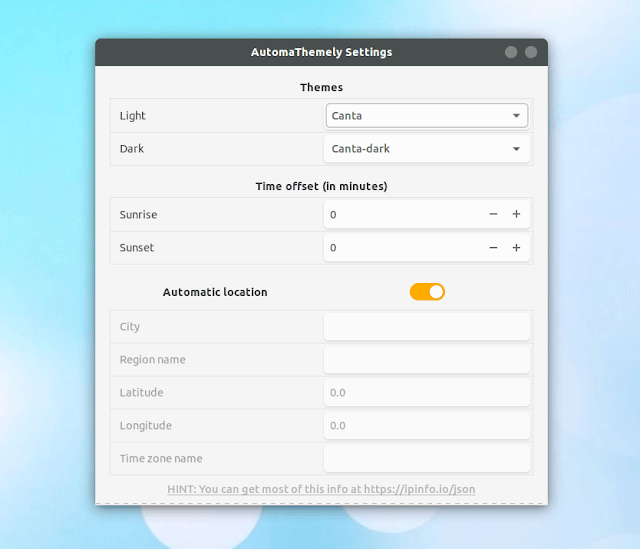 AutomaThemely Settings
Themes
Light Canta
Dark Canta-dark
Time offset (in minutes)
Sunrise 0 − +
Sunset 0 − +
Automatic location
City
Region name
Latitude 0.0
Longitude 0.0
Time zone name
HINT: You can get most of this info at https://ipinfo.io/json